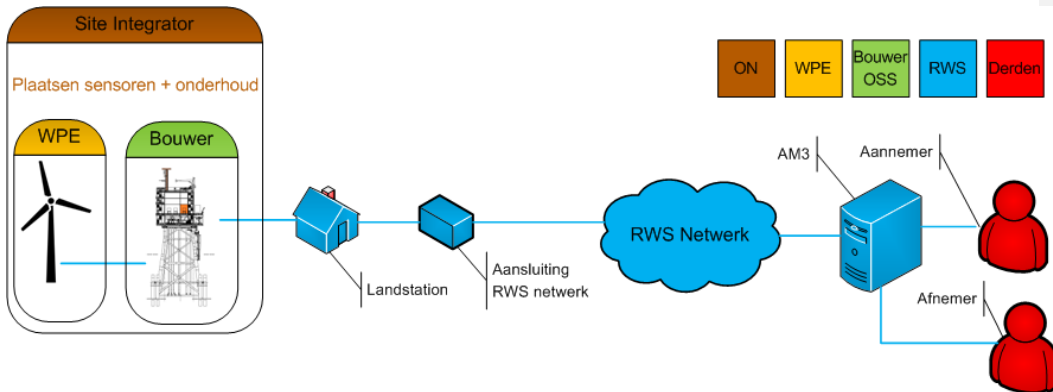 Site Integrator
Plaatsen sensoren + onderhoud
WPE
Bouwer
ON
WPE
Bouwer
OSS
RWS
Derden
Landstation
Aansluiting
RWS netwerk
RWS Netwerk
AM3
Aannemer
Afnemer